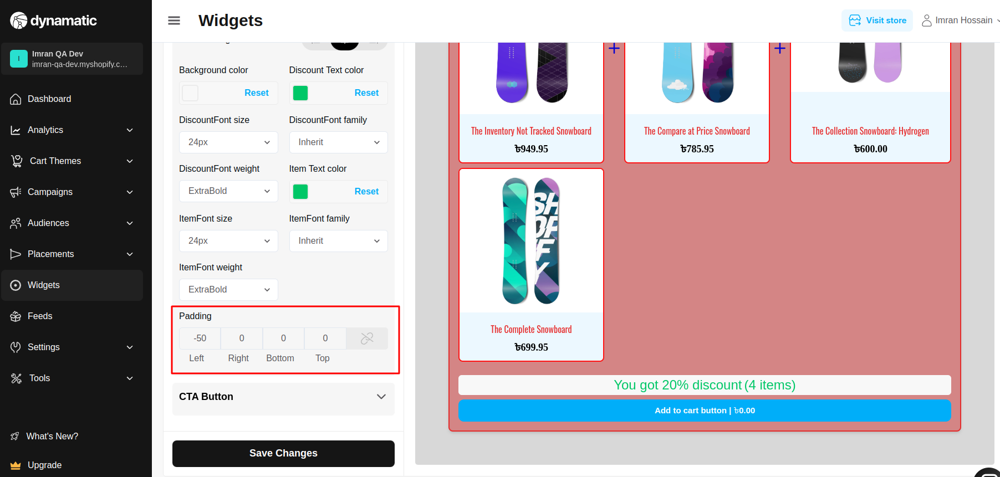 dynamatic
Widgets
Visit store
Imran Hossain
I
Imran QA Dev
imran-qa-dev.myshopify.c...
Dashboard
Analytics
Cart Themes
Campaigns
Audiences
Placements
Widgets
Feeds
Settings
Tools
What's New?
Upgrade
Background color
Discount Text color
Reset
Reset
DiscountFont size
DiscountFont family
24px
Inherit
DiscountFont weight
Item Text color
ExtraBold
Reset
ItemFont size
ItemFont family
24px
Inherit
ItemFont weight
ExtraBold
Padding
-50 0 0 0
Left Right Bottom Top
CTA Button
Save Changes
+ +
The Inventory Not Tracked Snowboard
৳949.95
The Compare at Price Snowboard
৳785.95
The Collection Snowboard: Hydrogen
৳600.00
SH
OP
IF
Y
The Complete Snowboard
৳699.95
You got 20% discount (4 items)
Add to cart button | ৳0.00